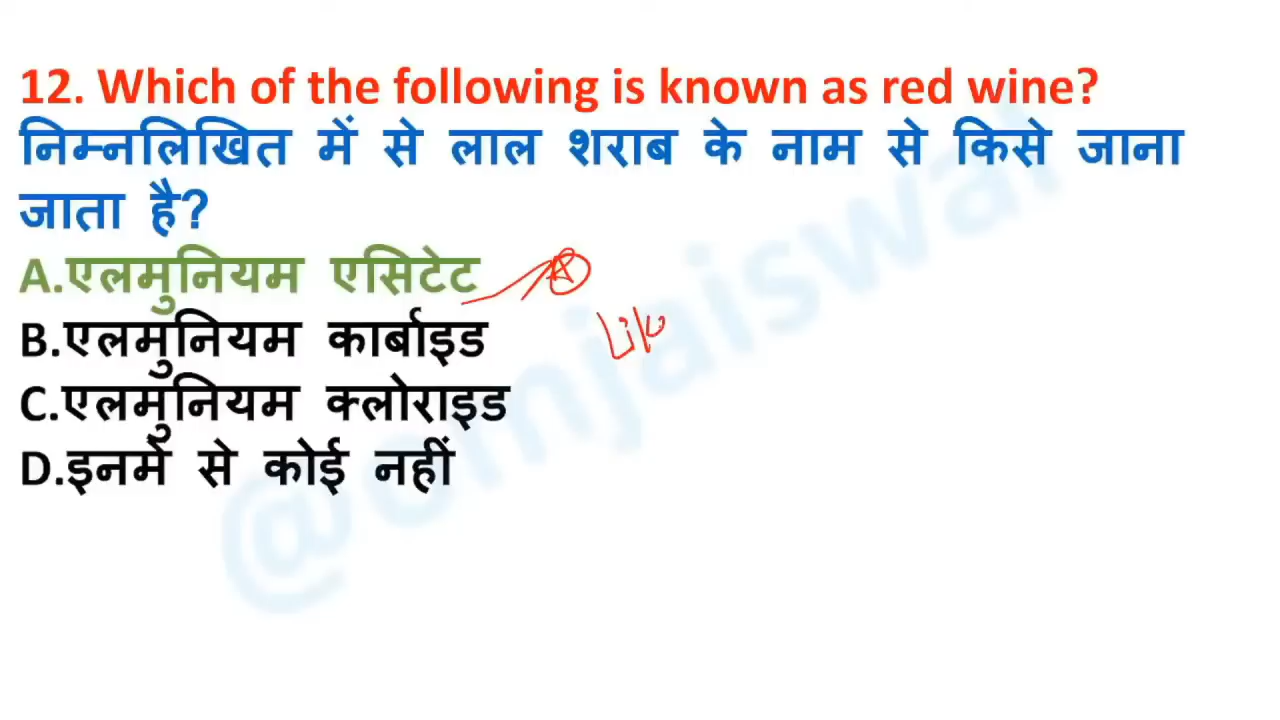 12. Which of the following is known as red wine?
निम्नलिखित में से लाल शराब के नाम से किसे जाना
जाता है?
A.एलमुनियम एसिटेट
B.एलमुनियम कार्बाइड
C.एलमुनियम क्लोराइड
D.इनमें से कोई नहीं
@omjaiswal